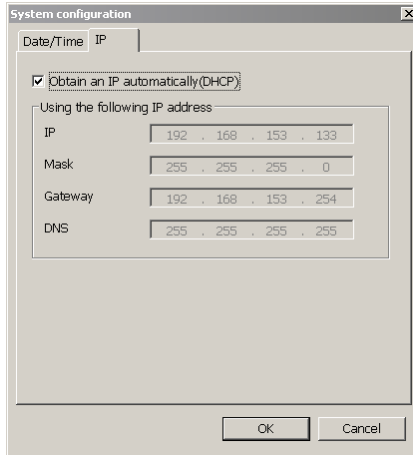 System configuration
Date/Time IP
Obtain an IP automatically(DHCP)
Using the following IP address
IP 192 . 168 . 153 . 133
Mask 255 . 255 . 255 . 0
Gateway 192 . 168 . 153 . 254
DNS 255 . 255 . 255 . 255
OK Cancel